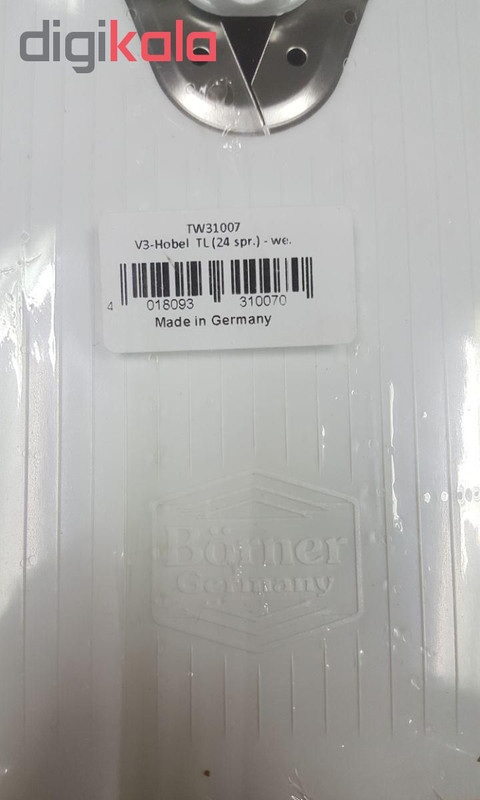 digikala
TW31007
V3-Hobel TL (24 spr.) - we.
4 018093 310070
Made in Germany
Börner
Germany